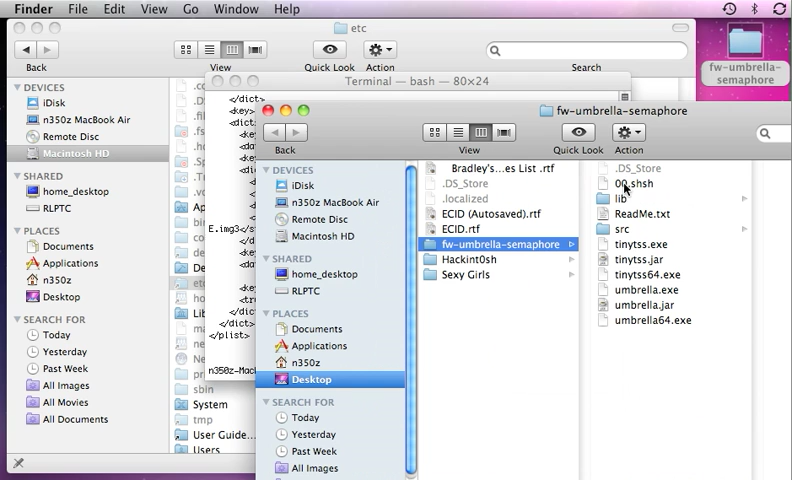 Finder File Edit View Go Window Help
etc
Back View Quick Look Action Search
fw-umbrella-
semaphore
DEVICES
iDisk
n350z MacBook Air
Remote Disc
Macintosh HD
SHARED
home_desktop
RLPTC
PLACES
Documents
Applications
n350z
Desktop
SEARCH FOR
Today
Yesterday
Past Week
All Images
All Movies
All Documents
System
tmp
User Guide...
Users
sbin
Terminal — bash — 80×24
</dict>
<key>
<dict>
E.img3</s
</dict>
</dict>
</plist>
fw-umbrella-semaphore
Back View Quick Look Action
DEVICES
iDisk
n350z MacBook Air
Remote Disc
Macintosh HD
SHARED
home_desktop
RLPTC
PLACES
Documents
Applications
n350z
Desktop
SEARCH FOR
Today
Yesterday
Past Week
All Images
Bradley's...es List .rtf
.DS_Store
.localized
ECID (Autosaved).rtf
ECID.rtf
fw-umbrella-semaphore
Hackint0sh
Sexy Girls
.DS_Store
00.shsh
lib
ReadMe.txt
src
tinytss.exe
tinytss.jar
tinytss64.exe
umbrella.exe
umbrella.jar
umbrella64.exe